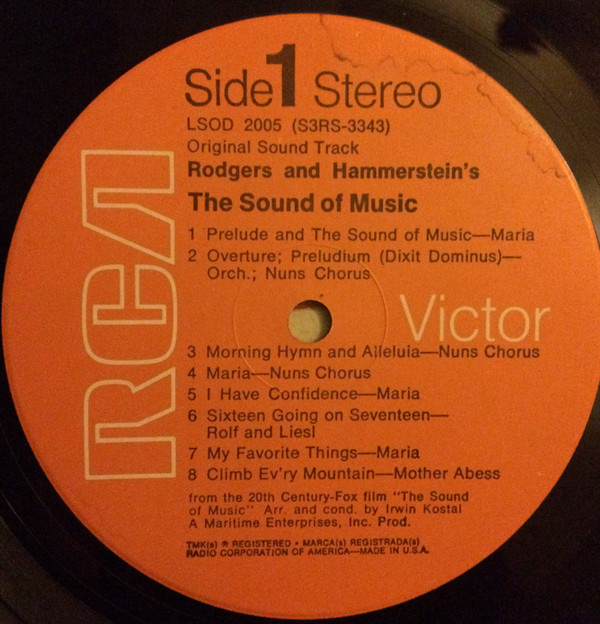 Side 1 Stereo
LSOD 2005 (S3RS-3343)
Original Sound Track
Rodgers and Hammerstein's
The Sound of Music
1 Prelude and The Sound of Music—Maria
2 Overture; Preludium (Dixit Dominus)—
Orch.; Nuns Chorus
RCA
Victor
3 Morning Hymn and Alleluia—Nuns Chorus
4 Maria—Nuns Chorus
5 I Have Confidence—Maria
6 Sixteen Going on Seventeen—
Rolf and Liesl
7 My Favorite Things—Maria
8 Climb Ev'ry Mountain—Mother Abess
from the 20th Century-Fox film "The Sound
of Music" Arr. and cond. by Irwin Kostal
A Maritime Enterprises, Inc. Prod.
TMK(s) ® REGISTERED • MARCA(s) REGISTRADA(s)
RADIO CORPORATION OF AMERICA—MADE IN U.S.A.